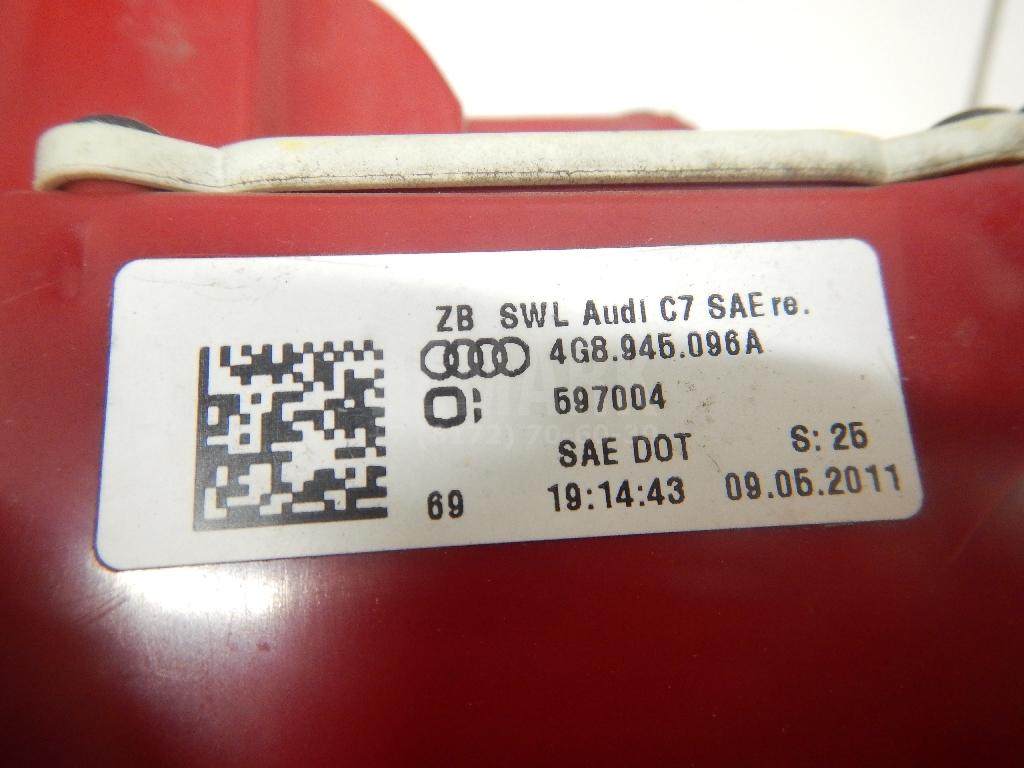 ZB SWL Audi C7 SAE re.
4G8.945.096A
597004
SAE DOT S: 25
69 19:14:43 09.05.2011